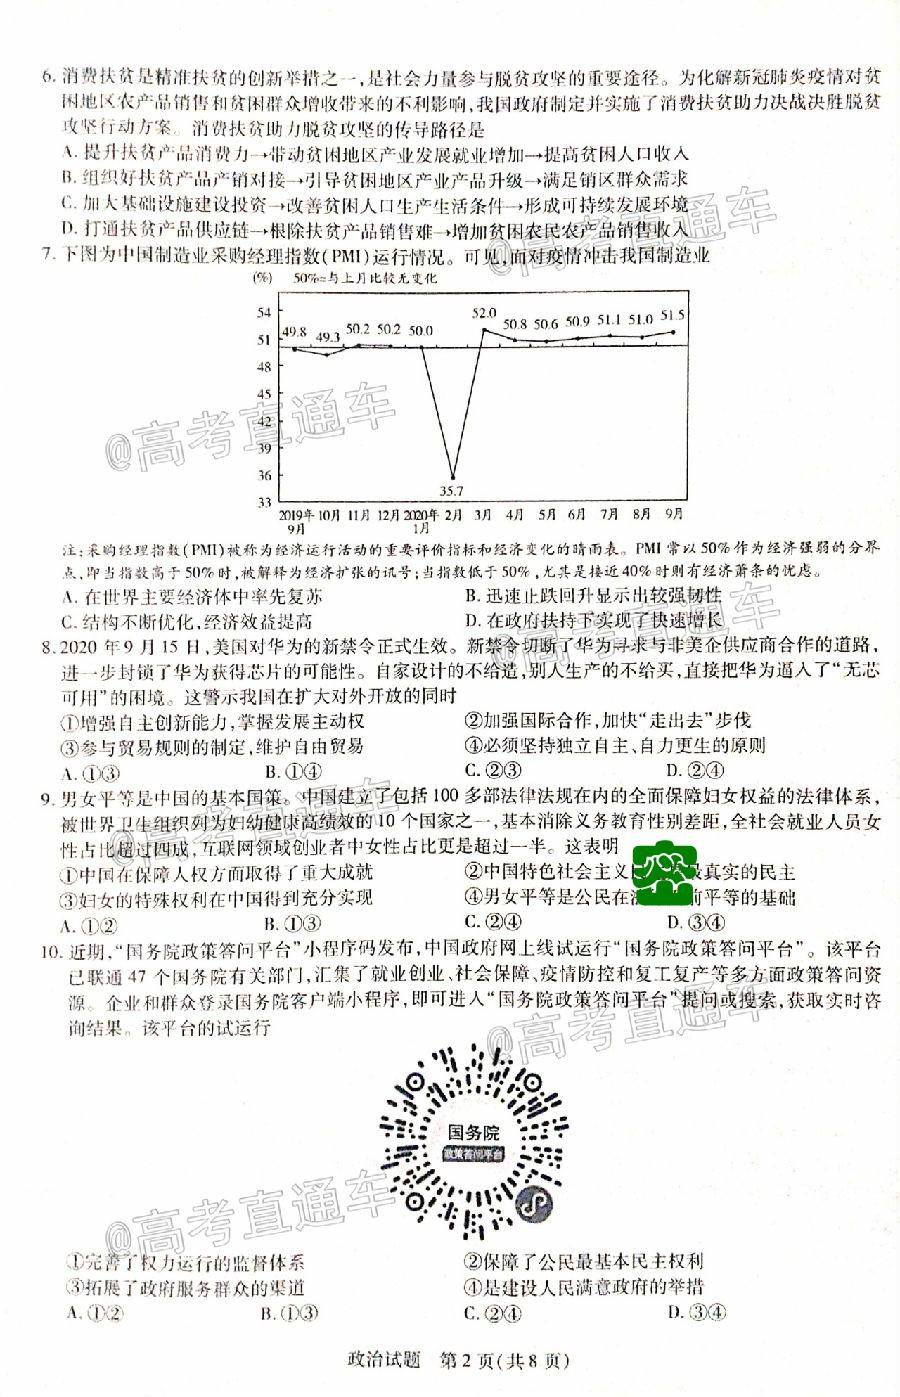 6. 消费扶贫是精准扶贫的创新举措之一,是社会力量参与脱贫攻坚的重要途径。为化解新冠肺炎疫情对贫
困地区农产品销售和贫困群众增收带来的不利影响,我国政府制定并实施了消费扶贫助力决战决胜脱贫
攻坚行动方案。消费扶贫助力脱贫攻坚的传导路径是
A. 提升扶贫产品消费力→带动贫困地区产业发展就业增加→提高贫困人口收入
B. 组织好扶贫产品产销对接→引导贫困地区产业产品升级→满足销区群众需求
C. 加大基础设施建设投资→改善贫困人口生产生活条件→形成可持续发展环境
D. 打通扶贫产品供应链→根除扶贫产品销售难→增加贫困农民农产品销售收入
7. 下图为中国制造业采购经理指数(PMI)运行情况。可见,面对疫情冲击我国制造业
(%) 50%=与上月比较无变化
54
51
48
45
42
39
36
33
49.8 49.3 50.2 50.2 50.0 35.7 52.0 50.8 50.6 50.9 51.1 51.0 51.5
2019年9月 10月 11月 12月 2020年1月 2月 3月 4月 5月 6月 7月 8月 9月
注:采购经理指数(PMI)被称为经济运行活动的重要评价指标和经济变化的晴雨表。PMI 常以 50% 作为经济强弱的分界
点,即当指数高于 50% 时,被解释为经济扩张的讯号;当指数低于 50%,尤其是接近 40% 时则有经济萧条的忧虑。
A. 在世界主要经济体中率先复苏 B. 迅速止跌回升显示出较强韧性
C. 结构不断优化,经济效益提高 D. 在政府扶持下实现了快速增长
8. 2020 年 9 月 15 日,美国对华为的新禁令正式生效。新禁令切断了华为寻求与非美企供应商合作的道路,
进一步封锁了华为获得芯片的可能性。自家设计的不给造,别人生产的不给买,直接把华为逼入了“无芯
可用”的困境。这警示我国在扩大对外开放的同时
①增强自主创新能力,掌握发展主动权 ②加强国际合作,加快“走出去”步伐
③参与贸易规则的制定,维护自由贸易 ④必须坚持独立自主、自力更生的原则
A. ①③ B. ①④ C. ②③ D. ②④
9. 男女平等是中国的基本国策。中国建立了包括 100 多部法律法规在内的全面保障妇女权益的法律体系,
被世界卫生组织列为妇幼健康高绩效的 10 个国家之一,基本消除义务教育性别差距,全社会就业人员女
性占比超过四成,互联网领域创业者中女性占比更是超过一半。这表明
①中国在保障人权方面取得了重大成就 ②中国特色社会主义 最真实的民主
③妇女的特殊权利在中国得到充分实现 ④男女平等是公民在 前平等的基础
A. ①② B. ①③ C. ②④ D. ③④
10. 近期,“国务院政策答问平台”小程序码发布,中国政府网上线试运行“国务院政策答问平台”。该平台
已联通 47 个国务院有关部门,汇集了就业创业、社会保障、疫情防控和复工复产等多方面政策答问资
源。企业和群众登录国务院客户端小程序,即可进入“国务院政策答问平台”提问或搜索,获取实时咨
询结果。该平台的试运行
国务院
政策答问平台
①完善了权力运行的监督体系 ②保障了公民最基本民主权利
③拓展了政府服务群众的渠道 ④是建设人民满意政府的举措
A. ①② B. ①③ C. ②④ D. ③④
政治试题 第 2 页(共 8 页)
@高考直通车
@高考直通车
@高考直通车
@高考直通车
@高考直通车
@高考直通车